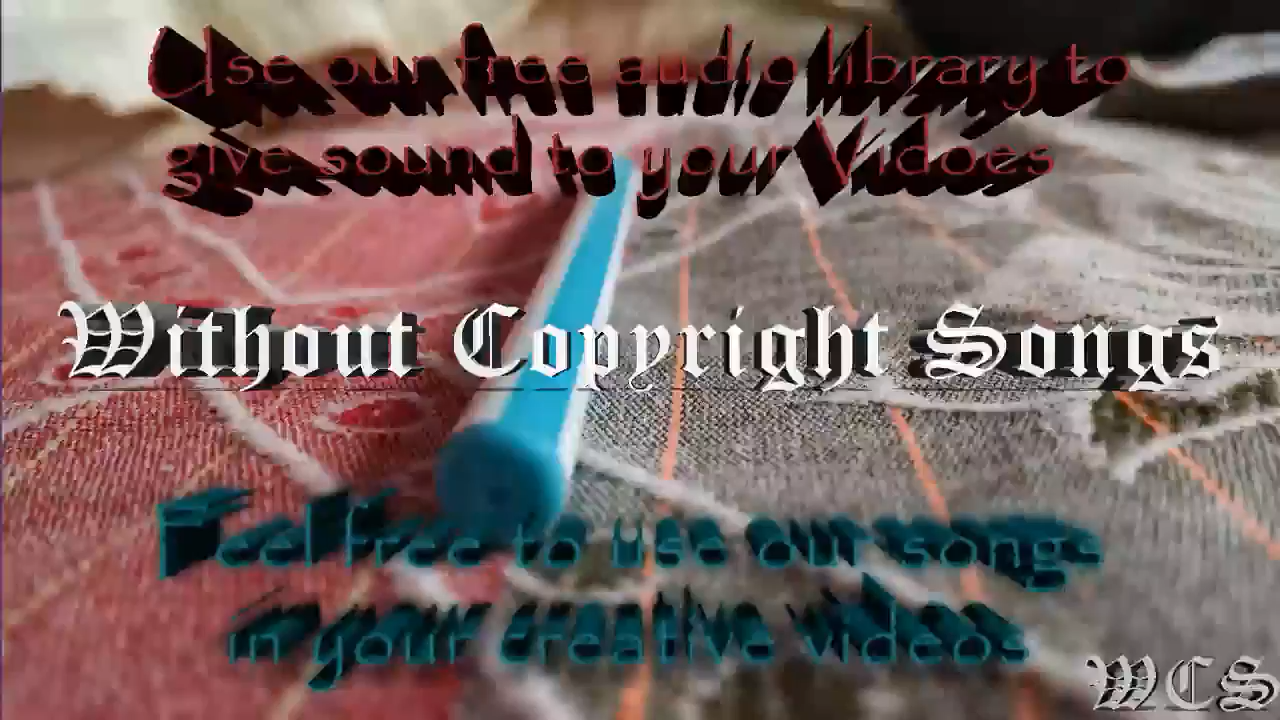 Use our free audio library to
give sound to your Vidoes
Without Copyright Songs
Feel free to use our songs
in your creative videos
WCS